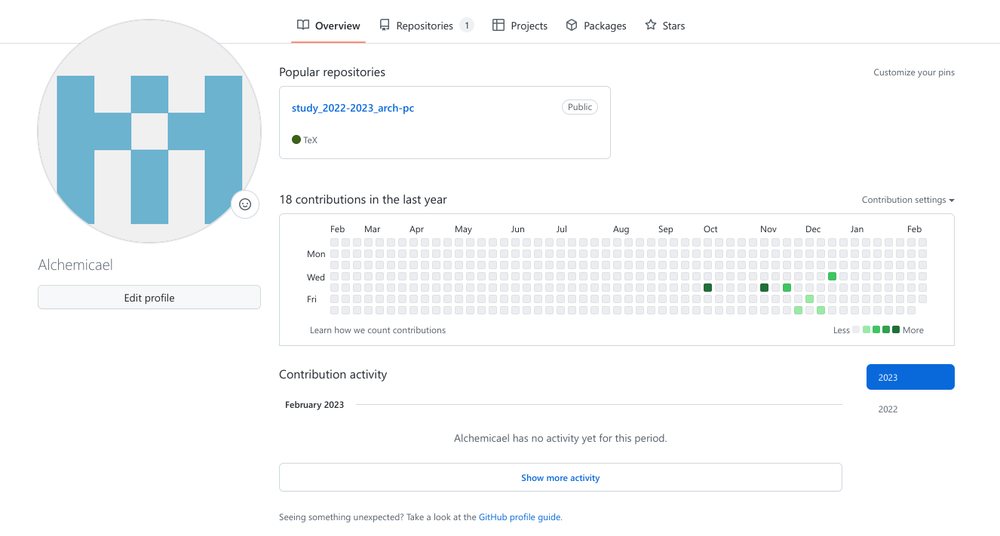 Overview Repositories 1 Projects Packages Stars
Popular repositories Customize your pins
study_2022-2023_arch-pc Public
TeX
18 contributions in the last year Contribution settings
Feb Mar Apr May Jun Jul Aug Sep Oct Nov Dec Jan Feb
Mon
Wed
Fri
Learn how we count contributions Less More
Alchemicael
Edit profile
Contribution activity 2023
February 2023 2022
Alchemicael has no activity yet for this period.
Show more activity
Seeing something unexpected? Take a look at the GitHub profile guide.